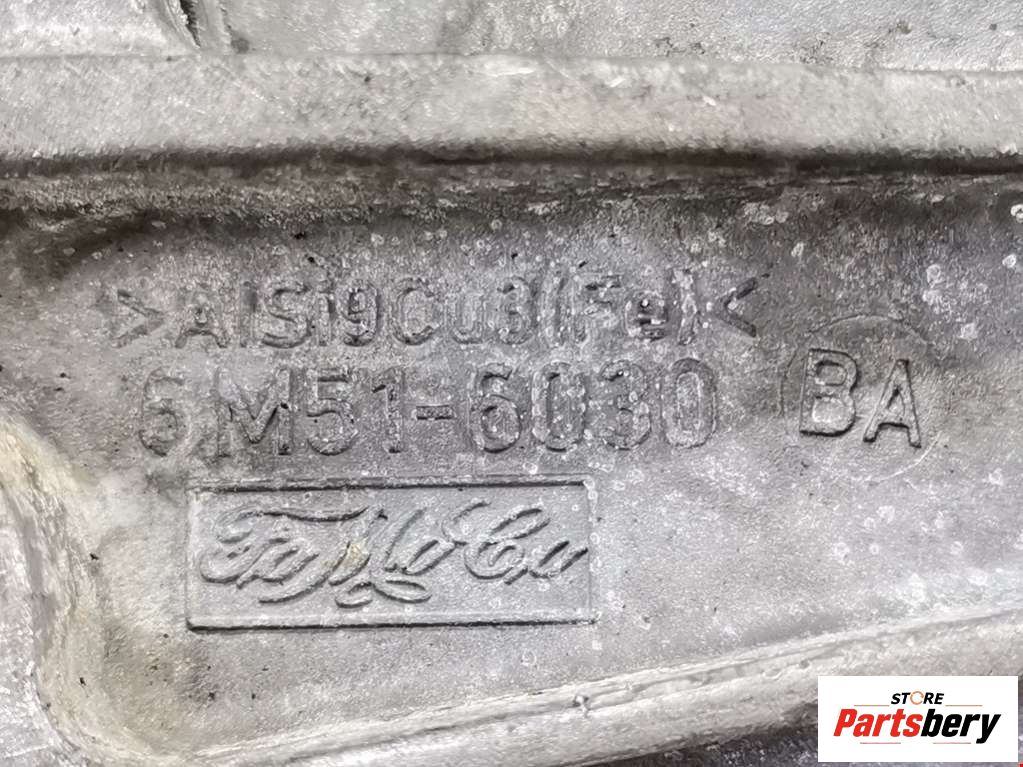 >AlSi9Cu3(Fe)<
6M51-6030 BA
FoMoCo
STORE
Partsbery